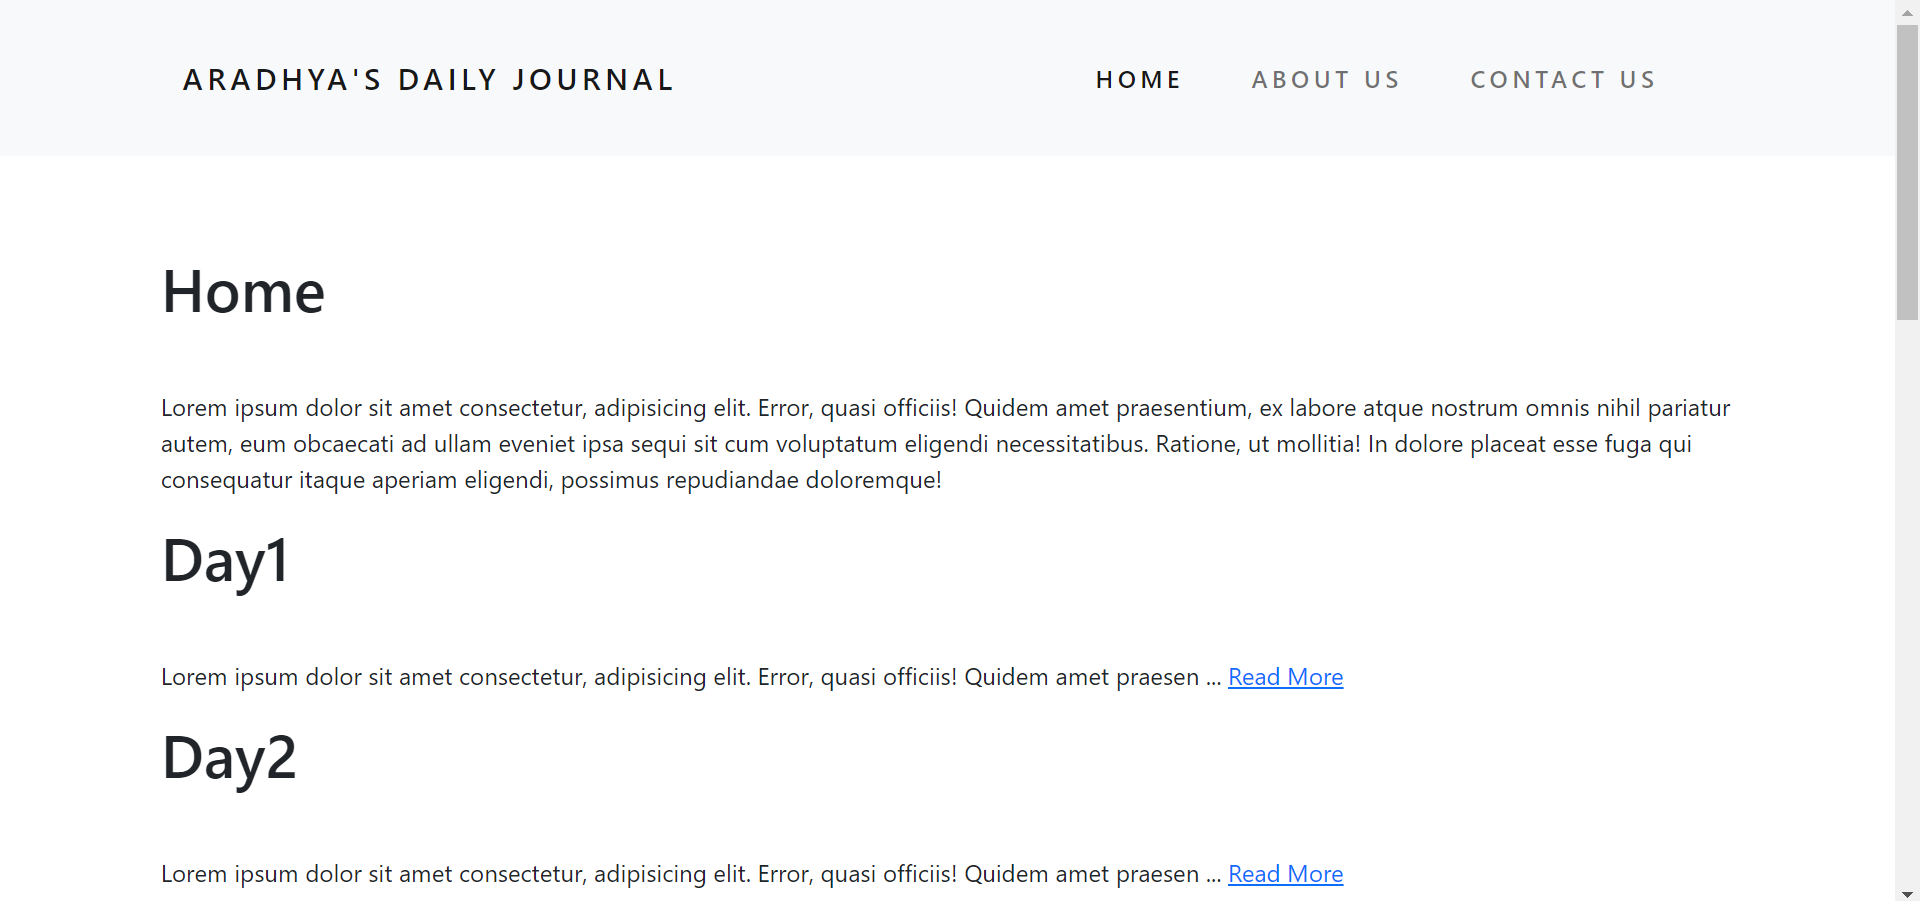 ARADHYA'S DAILY JOURNAL
HOME ABOUT US CONTACT US
Home
Lorem ipsum dolor sit amet consectetur, adipisicing elit. Error, quasi officiis! Quidem amet praesentium, ex labore atque nostrum omnis nihil pariatur
autem, eum obcaecati ad ullam eveniet ipsa sequi sit cum voluptatum eligendi necessitatibus. Ratione, ut mollitia! In dolore placeat esse fuga qui
consequatur itaque aperiam eligendi, possimus repudiandae doloremque!
Day1
Lorem ipsum dolor sit amet consectetur, adipisicing elit. Error, quasi officiis! Quidem amet praesen ... Read More
Day2
Lorem ipsum dolor sit amet consectetur, adipisicing elit. Error, quasi officiis! Quidem amet praesen ... Read More